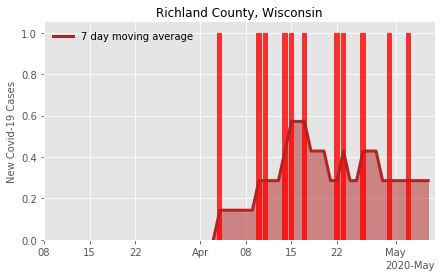 Richland County, Wisconsin
7 day moving average
New Covid-19 Cases
1.0
0.8
0.6
0.4
0.2
0.0
08 15 22 Apr 08 15 22 May
2020-May